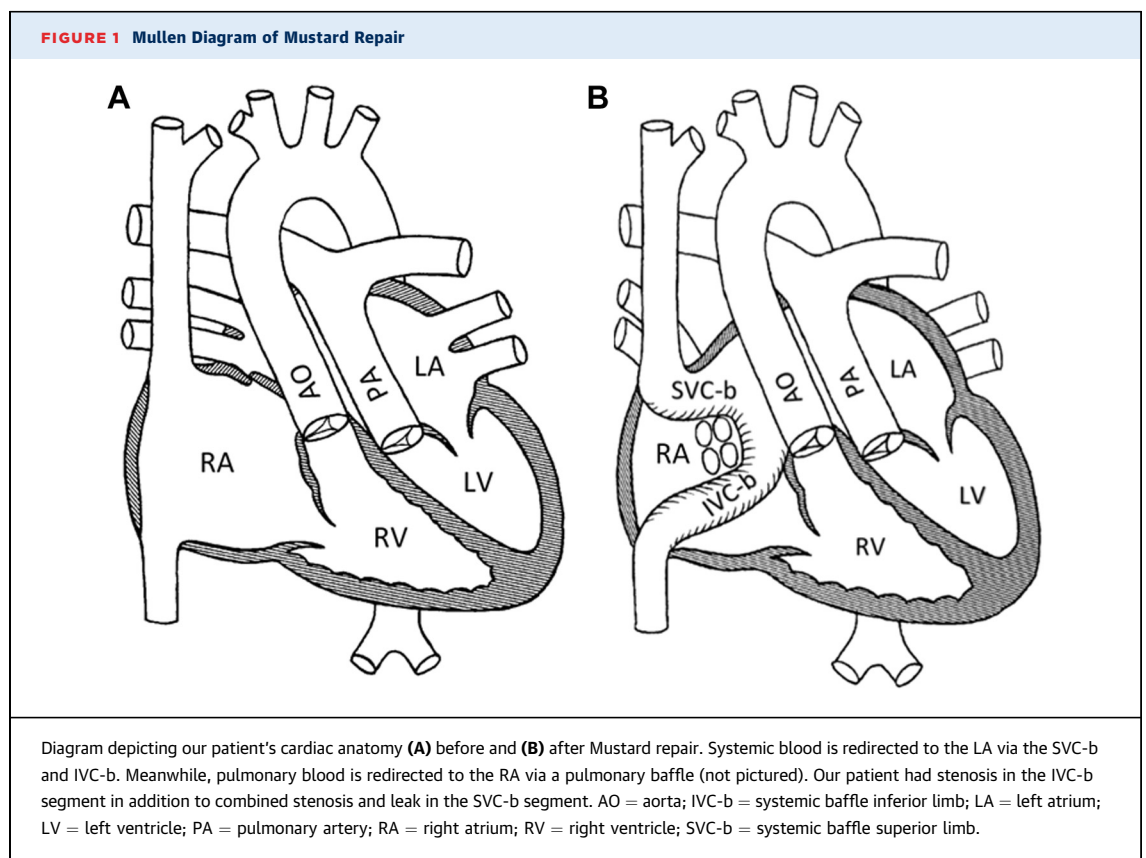 FIGURE 1 Mullen Diagram of Mustard Repair
A
B
AO
PA
LA
RA
LV
RV
SVC-b
AO
PA
LA
RA
IVC-b
LV
RV
Diagram depicting our patient's cardiac anatomy (A) before and (B) after Mustard repair. Systemic blood is redirected to the LA via the SVC-b
and IVC-b. Meanwhile, pulmonary blood is redirected to the RA via a pulmonary baffle (not pictured). Our patient had stenosis in the IVC-b
segment in addition to combined stenosis and leak in the SVC-b segment. AO = aorta; IVC-b = systemic baffle inferior limb; LA = left atrium;
LV = left ventricle; PA = pulmonary artery; RA = right atrium; RV = right ventricle; SVC-b = systemic baffle superior limb.